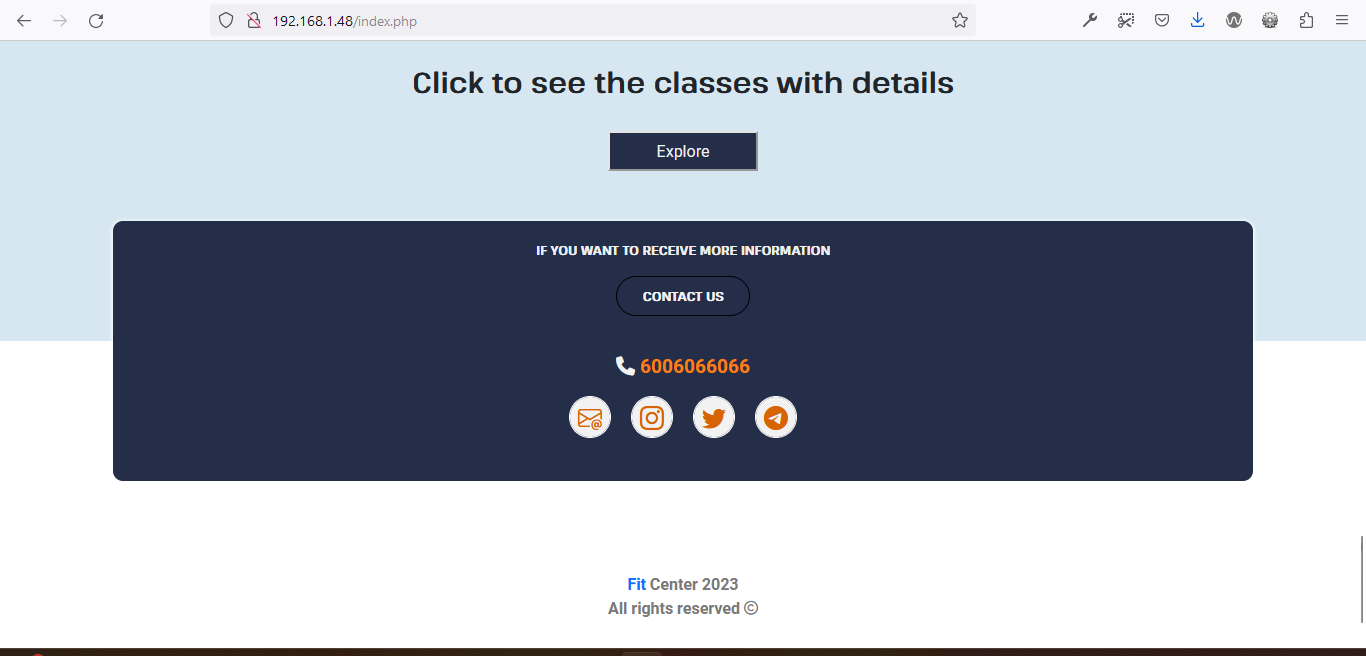 192.168.1.48/index.php
Click to see the classes with details
Explore
IF YOU WANT TO RECEIVE MORE INFORMATION
CONTACT US
6006066066
Fit Center 2023
All rights reserved ©